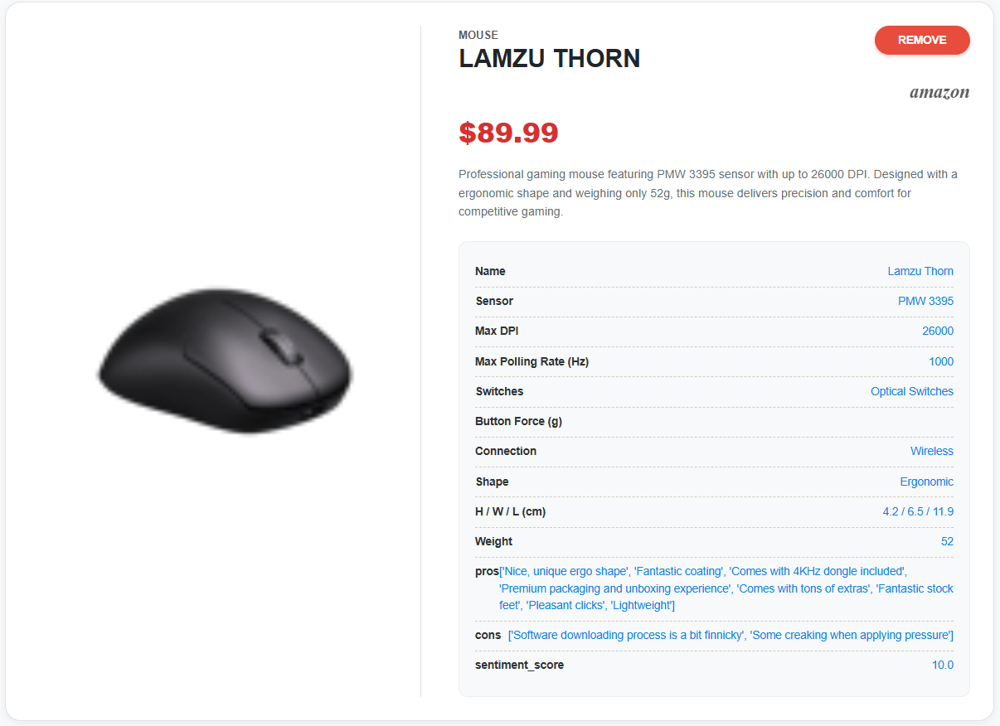 MOUSE
REMOVE
LAMZU THORN
amazon
$89.99
Professional gaming mouse featuring PMW 3395 sensor with up to 26000 DPI. Designed with a
ergonomic shape and weighing only 52g, this mouse delivers precision and comfort for
competitive gaming.
Name Lamzu Thorn
Sensor PMW 3395
Max DPI 26000
Max Polling Rate (Hz) 1000
Switches Optical Switches
Button Force (g)
Connection Wireless
Shape Ergonomic
H / W / L (cm) 4.2 / 6.5 / 11.9
Weight 52
pros ['Nice, unique ergo shape', 'Fantastic coating', 'Comes with 4KHz dongle included',
'Premium packaging and unboxing experience', 'Comes with tons of extras', 'Fantastic stock
feet', 'Pleasant clicks', 'Lightweight']
cons ['Software downloading process is a bit finnicky', 'Some creaking when applying pressure']
sentiment_score 10.0